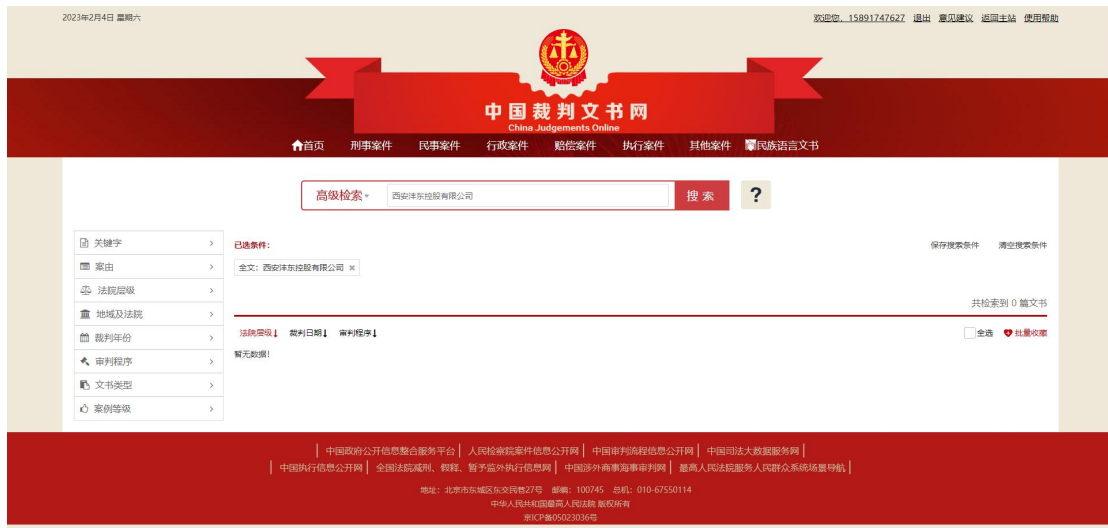 2023年2月4日 星期六
欢迎您，15891747627 退出 意见建议 返回主站 使用帮助
中国裁判文书网
China Judgements Online
首页 刑事案件 民事案件 行政案件 赔偿案件 执行案件 其他案件 民族语言文书
高级检索 西安沣东控股有限公司 搜索 ?
关键字
案由
法院层级
地域及法院
裁判年份
审判程序
文书类型
案例等级
已选条件： 保存搜索条件 清空搜索条件
全文：西安沣东控股有限公司 ×
共检索到 0 篇文书
法院层级↓ 裁判日期↓ 审判程序↓ 全选 批量收藏
暂无数据!
| 中国政府公开信息整合服务平台 | 人民检察院案件信息公开网 | 中国审判流程信息公开网 | 中国司法大数据服务网 |
| 中国执行信息公开网 | 全国法院减刑、假释、暂予监外执行信息网 | 中国涉外商事海事审判网 | 最高人民法院服务人民群众系统场景导航 |
地址：北京市东城区东交民巷27号 邮编：100745 总机：010-67550114
中华人民共和国最高人民法院 版权所有
京ICP备05023036号